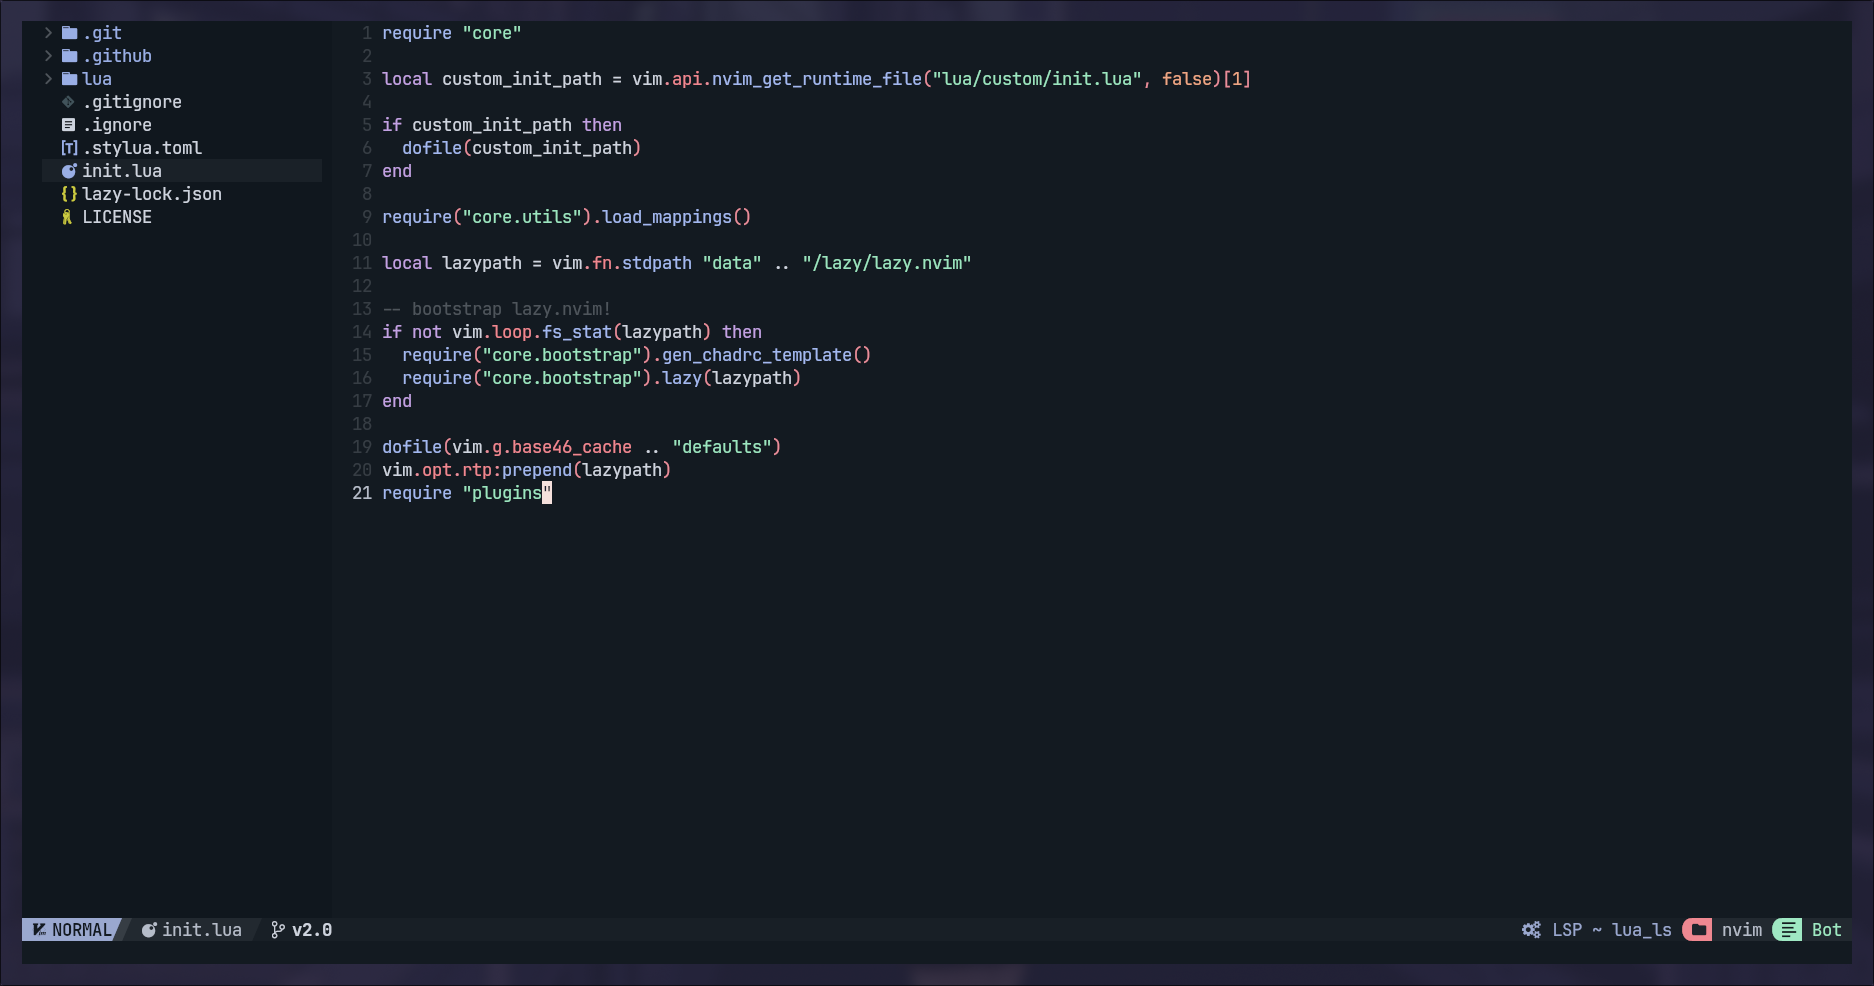 .git
.github
lua
.gitignore
.ignore
[T] .stylua.toml
init.lua
{} lazy-lock.json
LICENSE
1 require "core"
2
3 local custom_init_path = vim.api.nvim_get_runtime_file("lua/custom/init.lua", false)[1]
4
5 if custom_init_path then
6   dofile(custom_init_path)
7 end
8
9 require("core.utils").load_mappings()
10
11 local lazypath = vim.fn.stdpath "data" .. "/lazy/lazy.nvim"
12
13 -- bootstrap lazy.nvim!
14 if not vim.loop.fs_stat(lazypath) then
15   require("core.bootstrap").gen_chadrc_template()
16   require("core.bootstrap").lazy(lazypath)
17 end
18
19 dofile(vim.g.base46_cache .. "defaults")
20 vim.opt.rtp:prepend(lazypath)
21 require "plugins"
NORMAL init.lua v2.0 LSP ~ lua_ls nvim Bot